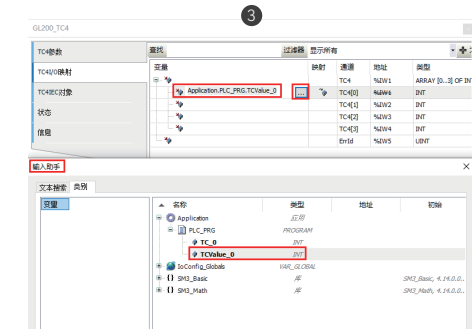 3
GL200_TC4
TC4参数
TC4I/O映射
TC4IEC对象
状态
信息
查找 过滤器 显示所有
变量 映射 通道 地址 类型
TC4 %IW1 ARRAY [0...3] OF IN
Application.PLC_PRG.TCValue_0 ... TC4[0] %IW1 INT
TC4[1] %IW2 INT
TC4[2] %IW3 INT
TC4[3] %IW4 INT
ErrId %IW5 UINT
输入助手
文本搜索 类别
变量
名称 类型 地址 初始
Application 应用
PLC_PRG PROGRAM
TC_0 INT
TCValue_0 INT
IoConfig_Globals VAR_GLOBAL
SM3_Basic 库 SM3_Basic, 4.14.0.0...
SM3_Math 库 SM3_Math, 4.14.0.0...